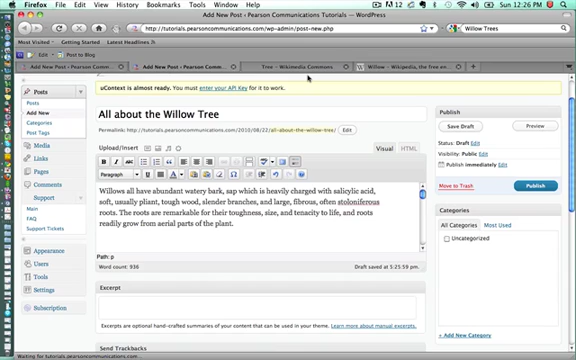 Firefox File Edit View History Bookmarks Tools Window Help
12
Sun 12:26 PM
Add New Post ‹ Pearson Communications Tutorials — WordPress
http://tutorials.pearsoncommunications.com/wp-admin/post-new.php
Willow Trees
Most Visited Getting Started Latest Headlines
Edit Post to Blog
Add New Post ‹ Pearson Communi...
Add New Post ‹ Pearson Communi...
Tree - Wikimedia Commons
Willow - Wikipedia, the free en...
uContext is almost ready. You must enter your API Key for it to work.
Posts
Posts
Add New
Categories
Post Tags
Media
Links
Pages
Comments
Support
Main
FAQ
Support Tickets
Appearance
Users
Tools
Settings
Subscription
All about the Willow Tree
Permalink: http://tutorials.pearsoncommunications.com/2010/08/22/all-about-the-willow-tree/ Edit
Upload/Insert
Visual HTML
Paragraph
Willows all have abundant watery bark, sap which is heavily charged with salicylic acid,
soft, usually pliant, tough wood, slender branches, and large, fibrous, often stoloniferous
roots. The roots are remarkable for their toughness, size, and tenacity to life, and roots
readily grow from aerial parts of the plant.
Path: p
Word count: 936
Draft saved at 5:25:59 pm.
Excerpt
Excerpts are optional hand-crafted summaries of your content that can be used in your theme. Learn more about manual excerpts.
Send Trackbacks
Publish
Save Draft Preview
Status: Draft Edit
Visibility: Public Edit
Publish immediately Edit
Move to Trash Publish
Categories
All Categories Most Used
Uncategorized
+ Add New Category
Waiting for tutorials.pearsoncommunications.com...